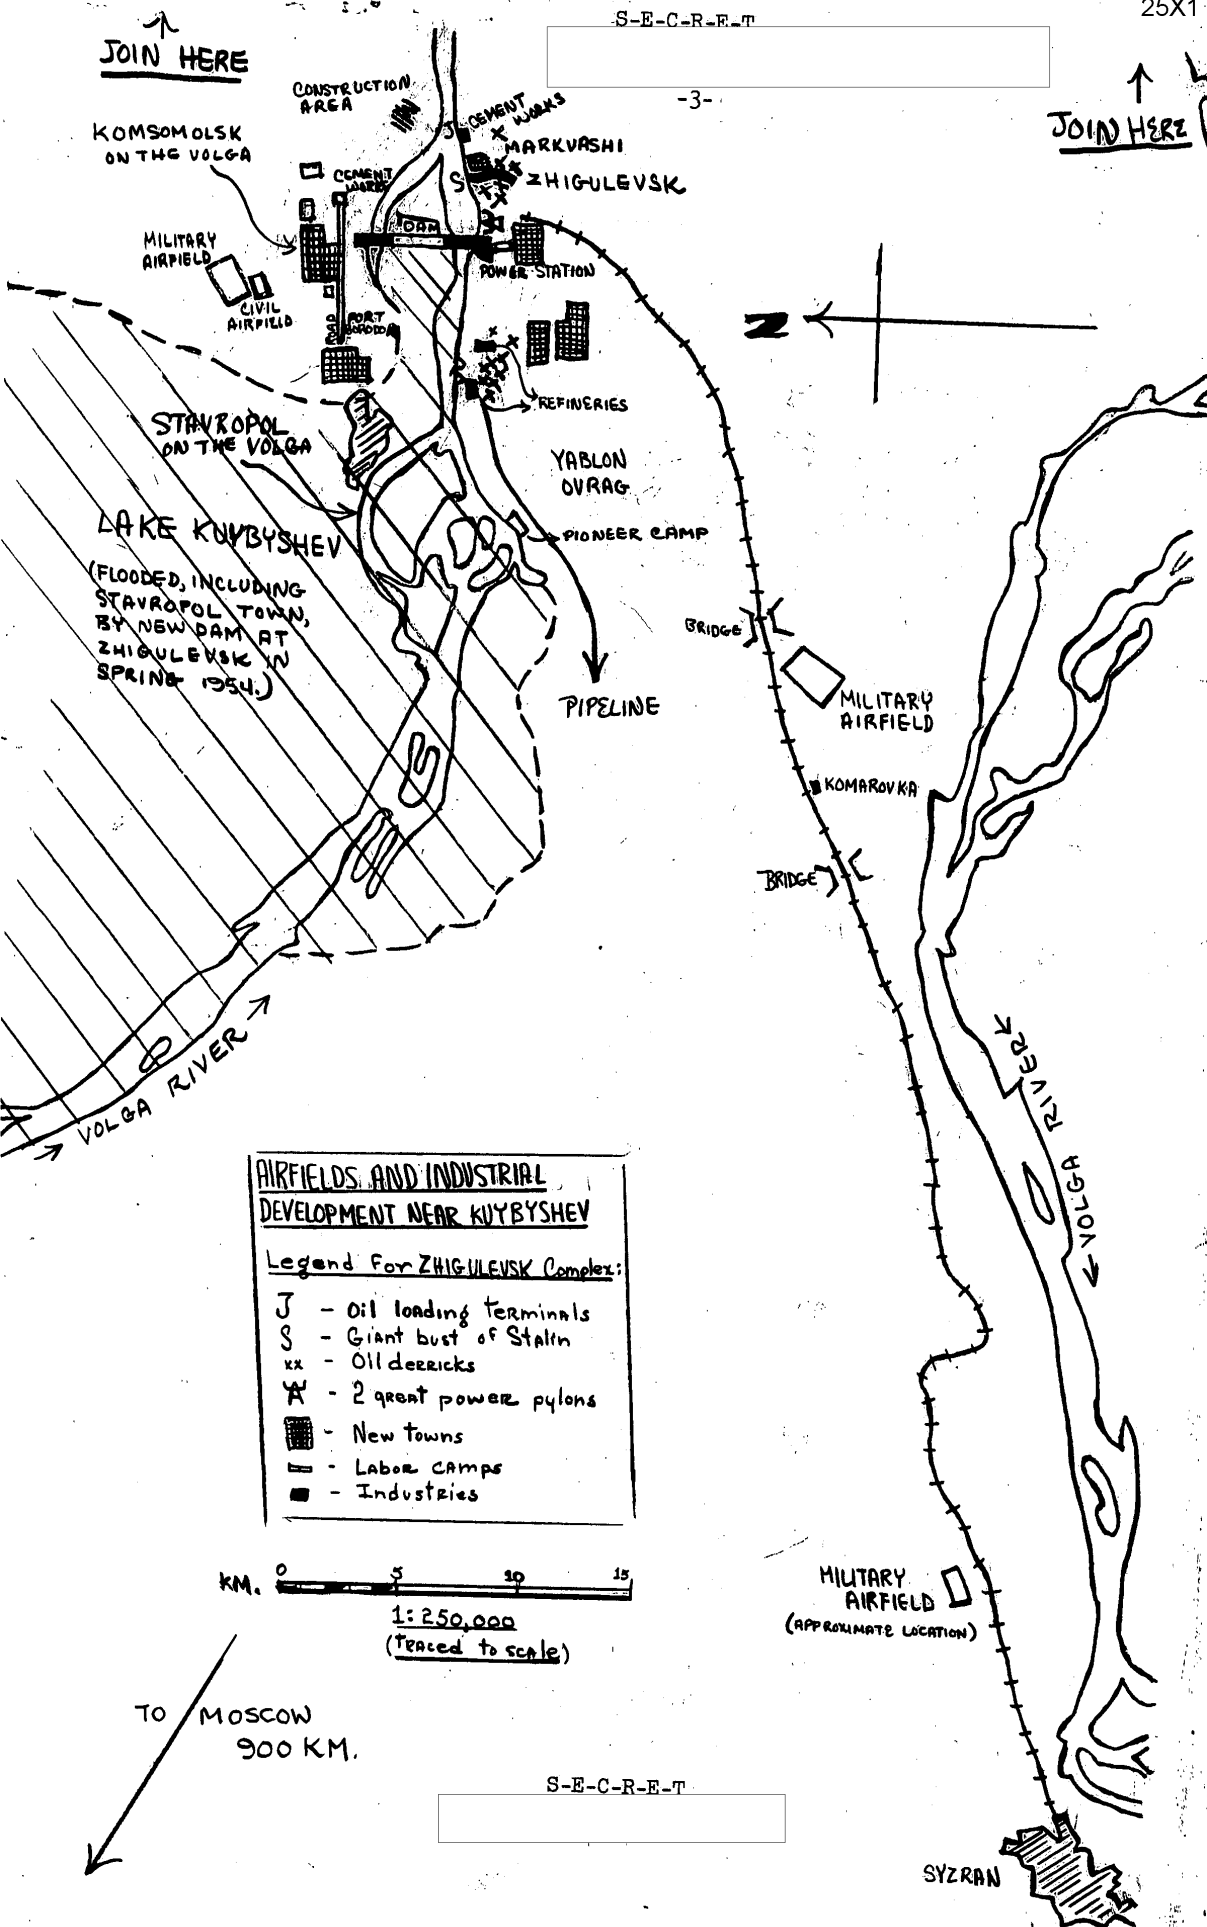 25X1
S-E-C-R-E-T
-3-
JOIN HERE
JOIN HERE
CONSTRUCTION
AREA
J
CEMENT
WORKS
KOMSOMOLSK
ON THE VOLGA
MARKVASHI
S
ZHIGULEVSK
CEMENT
WORKS
DAM
MILITARY
AIRFIELD
POWER STATION
CIVIL
AIRFIELD
ROAD
PORT
N
REFINERIES
STAVROPOL
ON THE VOLGA
YABLON
OVRAG
LAKE KUYBYSHEV
PIONEER CAMP
(FLOODED, INCLUDING
STAVROPOL TOWN,
BY NEW DAM AT
ZHIGULEVSK IN
SPRING 1954.)
BRIDGE
PIPELINE
MILITARY
AIRFIELD
KOMAROVKA
BRIDGE
VOLGA RIVER
VOLGA RIVER
AIRFIELDS AND INDUSTRIAL
DEVELOPMENT NEAR KUYBYSHEV
Legend For ZHIGULEVSK Complex:
J - Oil loading terminals
S - Giant bust of Stalin
xx - Oil derricks
- 2 great power pylons
- New towns
- Labor camps
- Industries
KM. 0 5 10 15
1:250,000
(traced to scale)
MILITARY
AIRFIELD
(APPROXIMATE LOCATION)
TO MOSCOW
900 KM.
S-E-C-R-E-T
SYZRAN